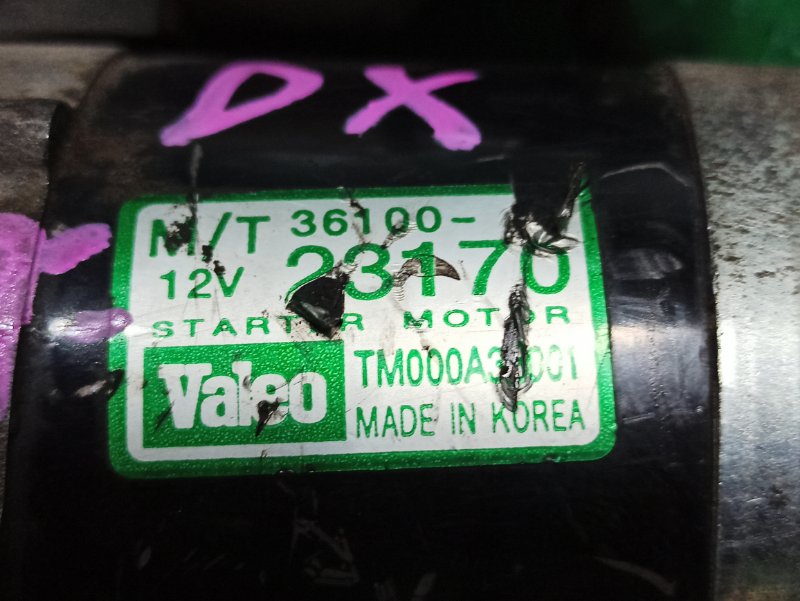 DX
M/T 36100-
12V 23170
STARTER MOTOR
Valeo
MADE IN KOREA